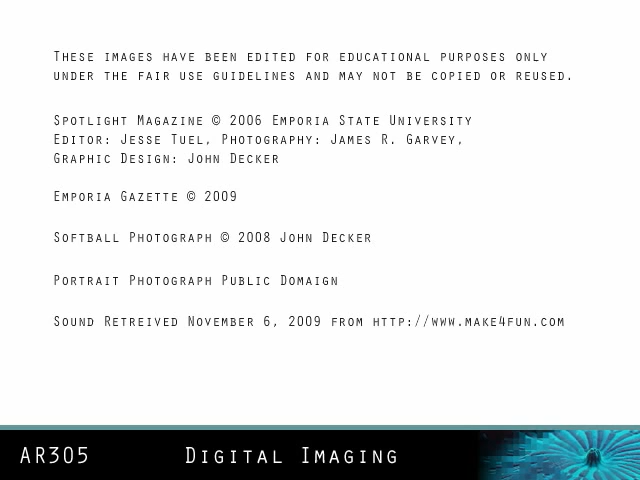 These images have been edited for educational purposes only
under the fair use guidelines and may not be copied or reused.
Spotlight Magazine © 2006 Emporia State University
Editor: Jesse Tuel, Photography: James R. Garvey,
Graphic Design: John Decker
Emporia Gazette © 2009
Softball Photograph © 2008 John Decker
Portrait Photograph Public Domaign
Sound Retreived November 6, 2009 from http://www.make4fun.com
AR305 Digital Imaging